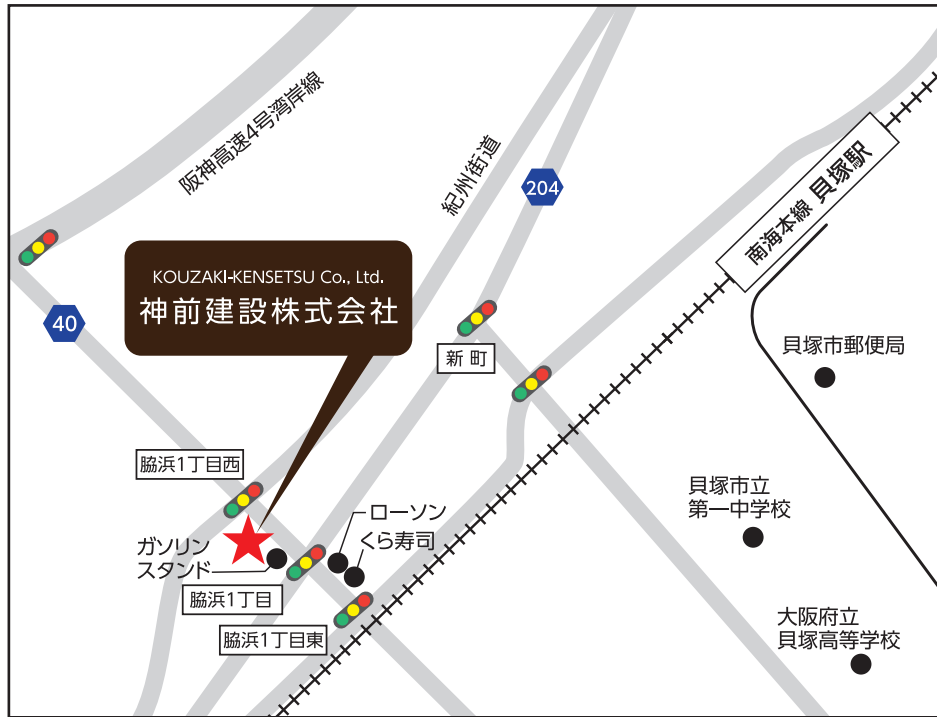 阪神高速4号湾岸線
紀州街道
204
南海本線 貝塚駅
KOUZAKI-KENSETSU Co., Ltd.
神前建設株式会社
40
新町
貝塚市郵便局
脇浜1丁目西
貝塚市立
第一中学校
ローソン
くら寿司
ガソリン
スタンド
脇浜1丁目
脇浜1丁目東
大阪府立
貝塚高等学校